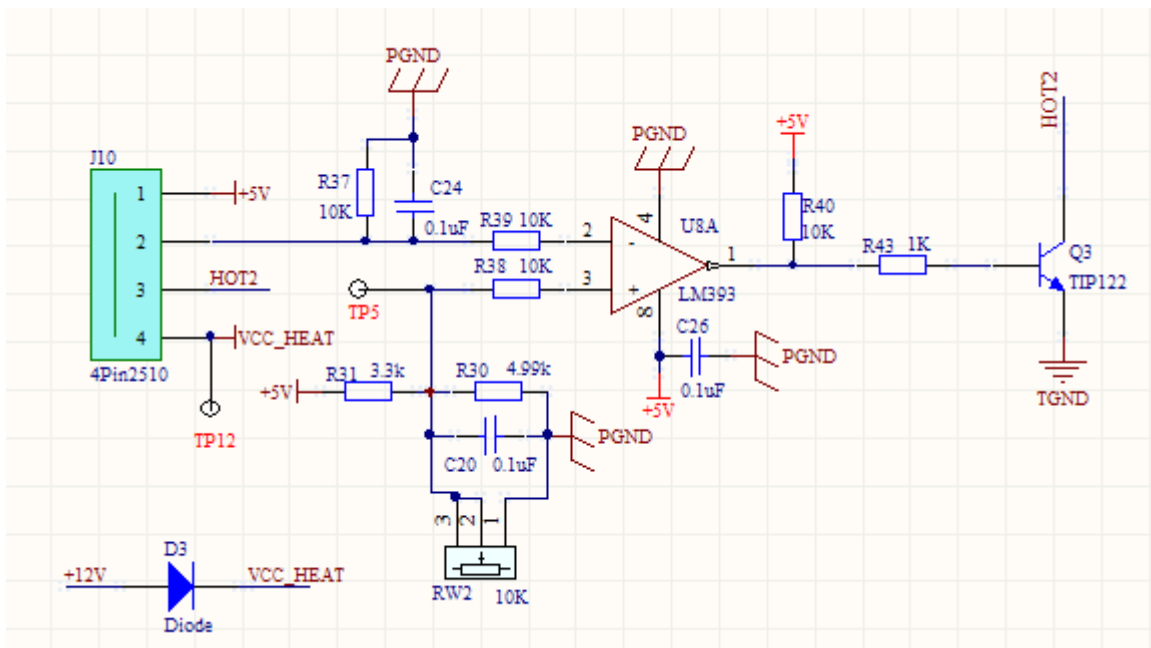 PGND
J10
1
+5V
2
3
HOT2
4
VCC_HEAT
4Pin2510
TP12
R37
10K
C24
0.1uF
R39 10K
2
R38 10K
3
TP5
-
+
PGND
4
U8A
1
LM393
8
C26
0.1uF
PGND
+5V
+5V
R40
10K
R43 1K
HOT2
Q3
TIP122
TGND
+5V
R31 3.3k
R30 4.99k
C20 0.1uF
PGND
3 2 1
RW2 10K
D3
+12V
VCC_HEAT
Diode